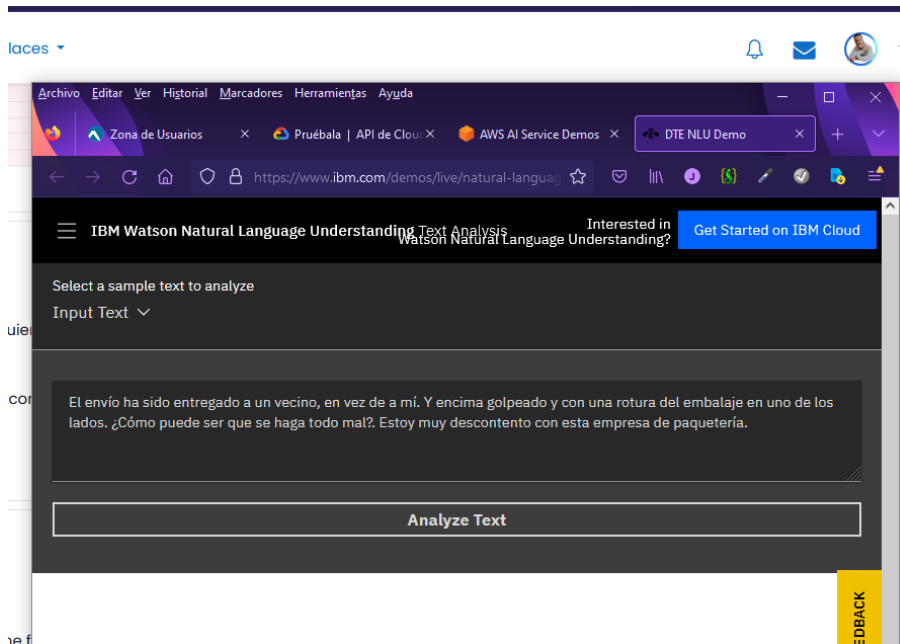 laces
Archivo Editar Ver Historial Marcadores Herramientas Ayuda
Zona de Usuarios
Pruébala | API de Clou
AWS AI Service Demos
DTE NLU Demo
https://www.ibm.com/demos/live/natural-languag
IBM Watson Natural Language Understanding Text Analysis
Interested in
Watson Natural Language Understanding?
Get Started on IBM Cloud
Select a sample text to analyze
Input Text
uier
cor
El envío ha sido entregado a un vecino, en vez de a mí. Y encima golpeado y con una rotura del embalaje en uno de los
lados. ¿Cómo puede ser que se haga todo mal?. Estoy muy descontento con esta empresa de paquetería.
Analyze Text
EDBACK